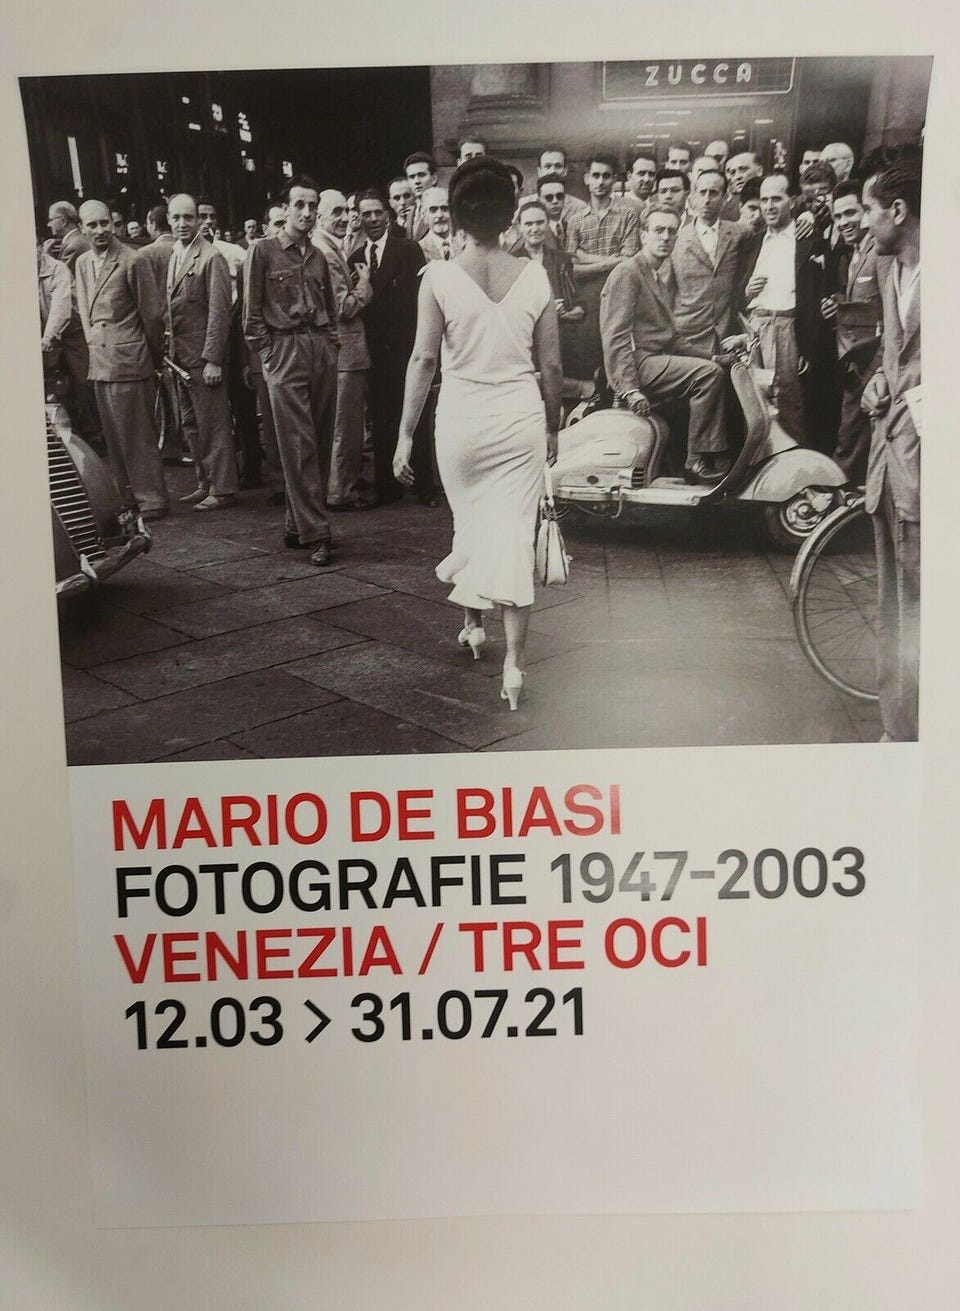 ZUCCA
MARIO DE BIASI
FOTOGRAFIE 1947-2003
VENEZIA / TRE OCI
12.03 > 31.07.21